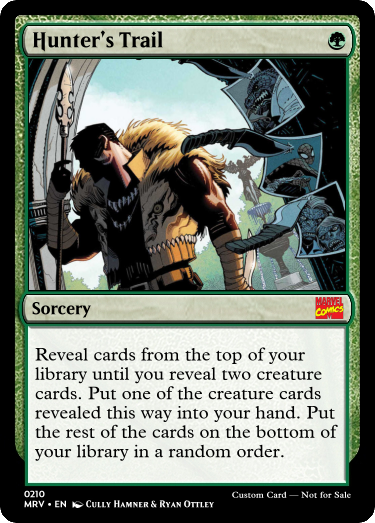 Hunter's Trail
Sorcery
MARVEL
COMICS
Reveal cards from the top of your
library until you reveal two creature
cards. Put one of the creature cards
revealed this way into your hand. Put
the rest of the cards on the bottom of
your library in a random order.
0210
MRV • EN CULLY HAMNER & RYAN OTTLEY
Custom Card — Not for Sale